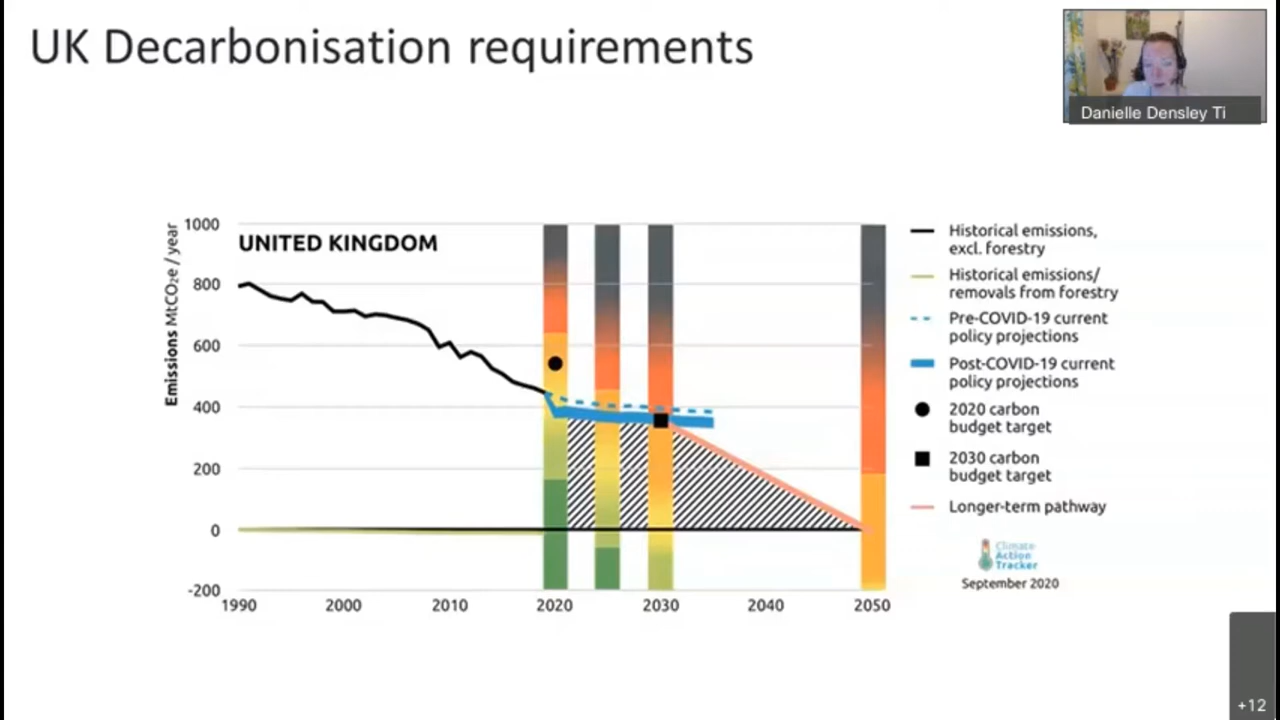 UK Decarbonisation requirements
Danielle Densley Ti
UNITED KINGDOM
Emissions MtCO₂e / year
1000
800
600
400
200
0
-200
1990
2000
2010
2020
2030
2040
2050
Historical emissions,
excl. forestry
Historical emissions/
removals from forestry
Pre-COVID-19 current
policy projections
Post-COVID-19 current
policy projections
2020 carbon
budget target
2030 carbon
budget target
Longer-term pathway
Climate
Action
Tracker
September 2020
+12